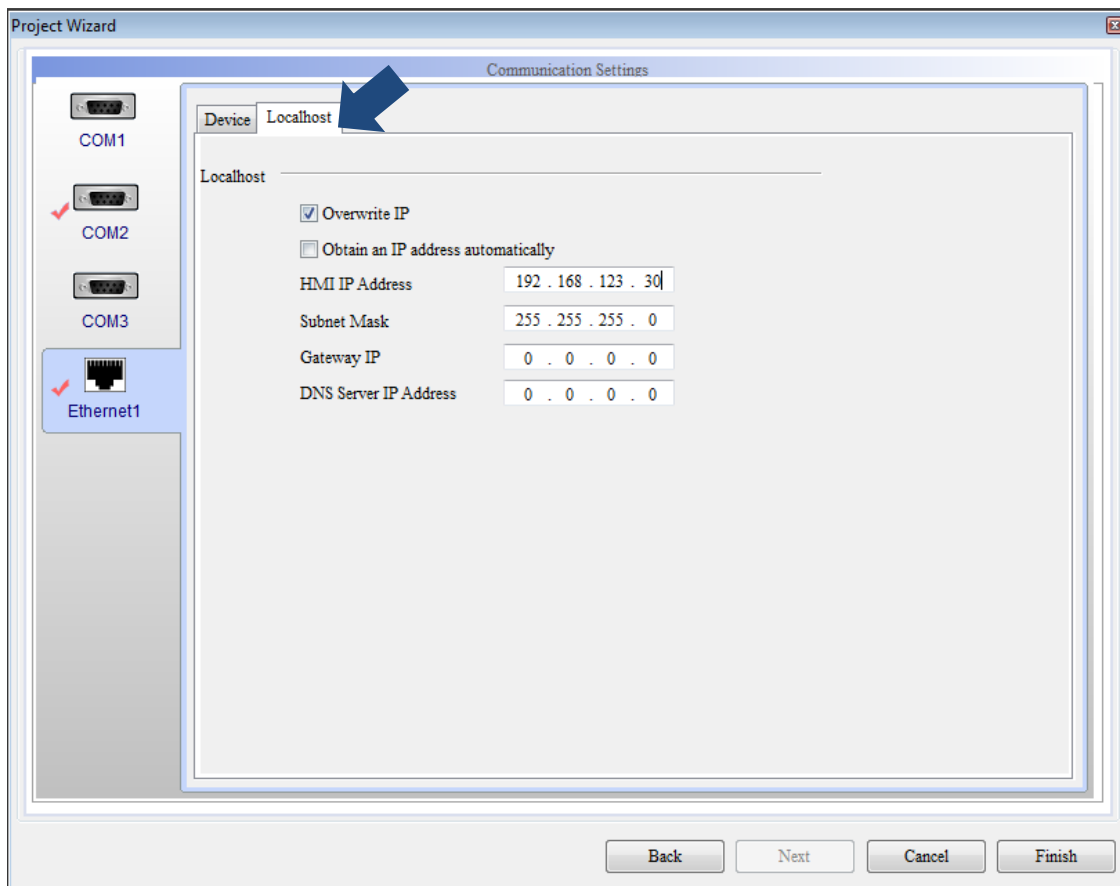 Project Wizard
Communication Settings
COM1
COM2
COM3
Ethernet1
Device Localhost
Localhost
Overwrite IP
Obtain an IP address automatically
HMI IP Address 192 . 168 . 123 . 30
Subnet Mask 255 . 255 . 255 . 0
Gateway IP 0 . 0 . 0 . 0
DNS Server IP Address 0 . 0 . 0 . 0
Back Next Cancel Finish